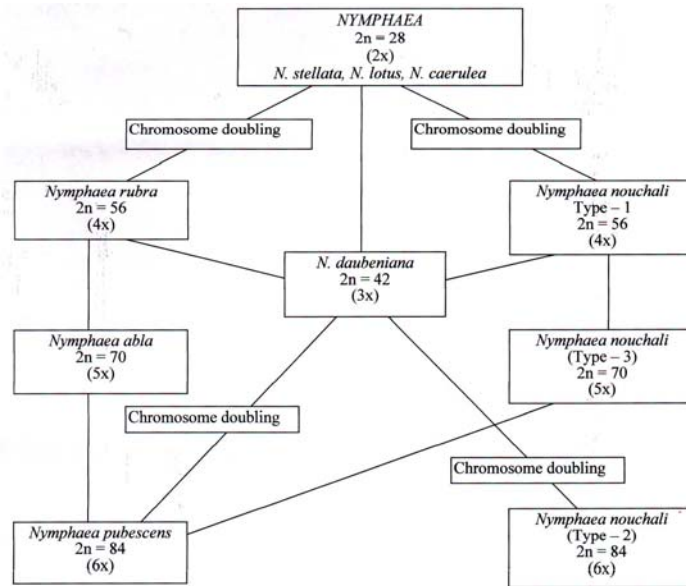 NYMPHAEA
2n = 28
(2x)
N. stellata, N. lotus, N. caerulea
Chromosome doubling
Chromosome doubling
Nymphaea rubra
2n = 56
(4x)
Nymphaea nouchali
Type – 1
2n = 56
(4x)
N. daubeniana
2n = 42
(3x)
Nymphaea abla
2n = 70
(5x)
Nymphaea nouchali
(Type – 3)
2n = 70
(5x)
Chromosome doubling
Chromosome doubling
Nymphaea pubescens
2n = 84
(6x)
Nymphaea nouchali
(Type – 2)
2n = 84
(6x)